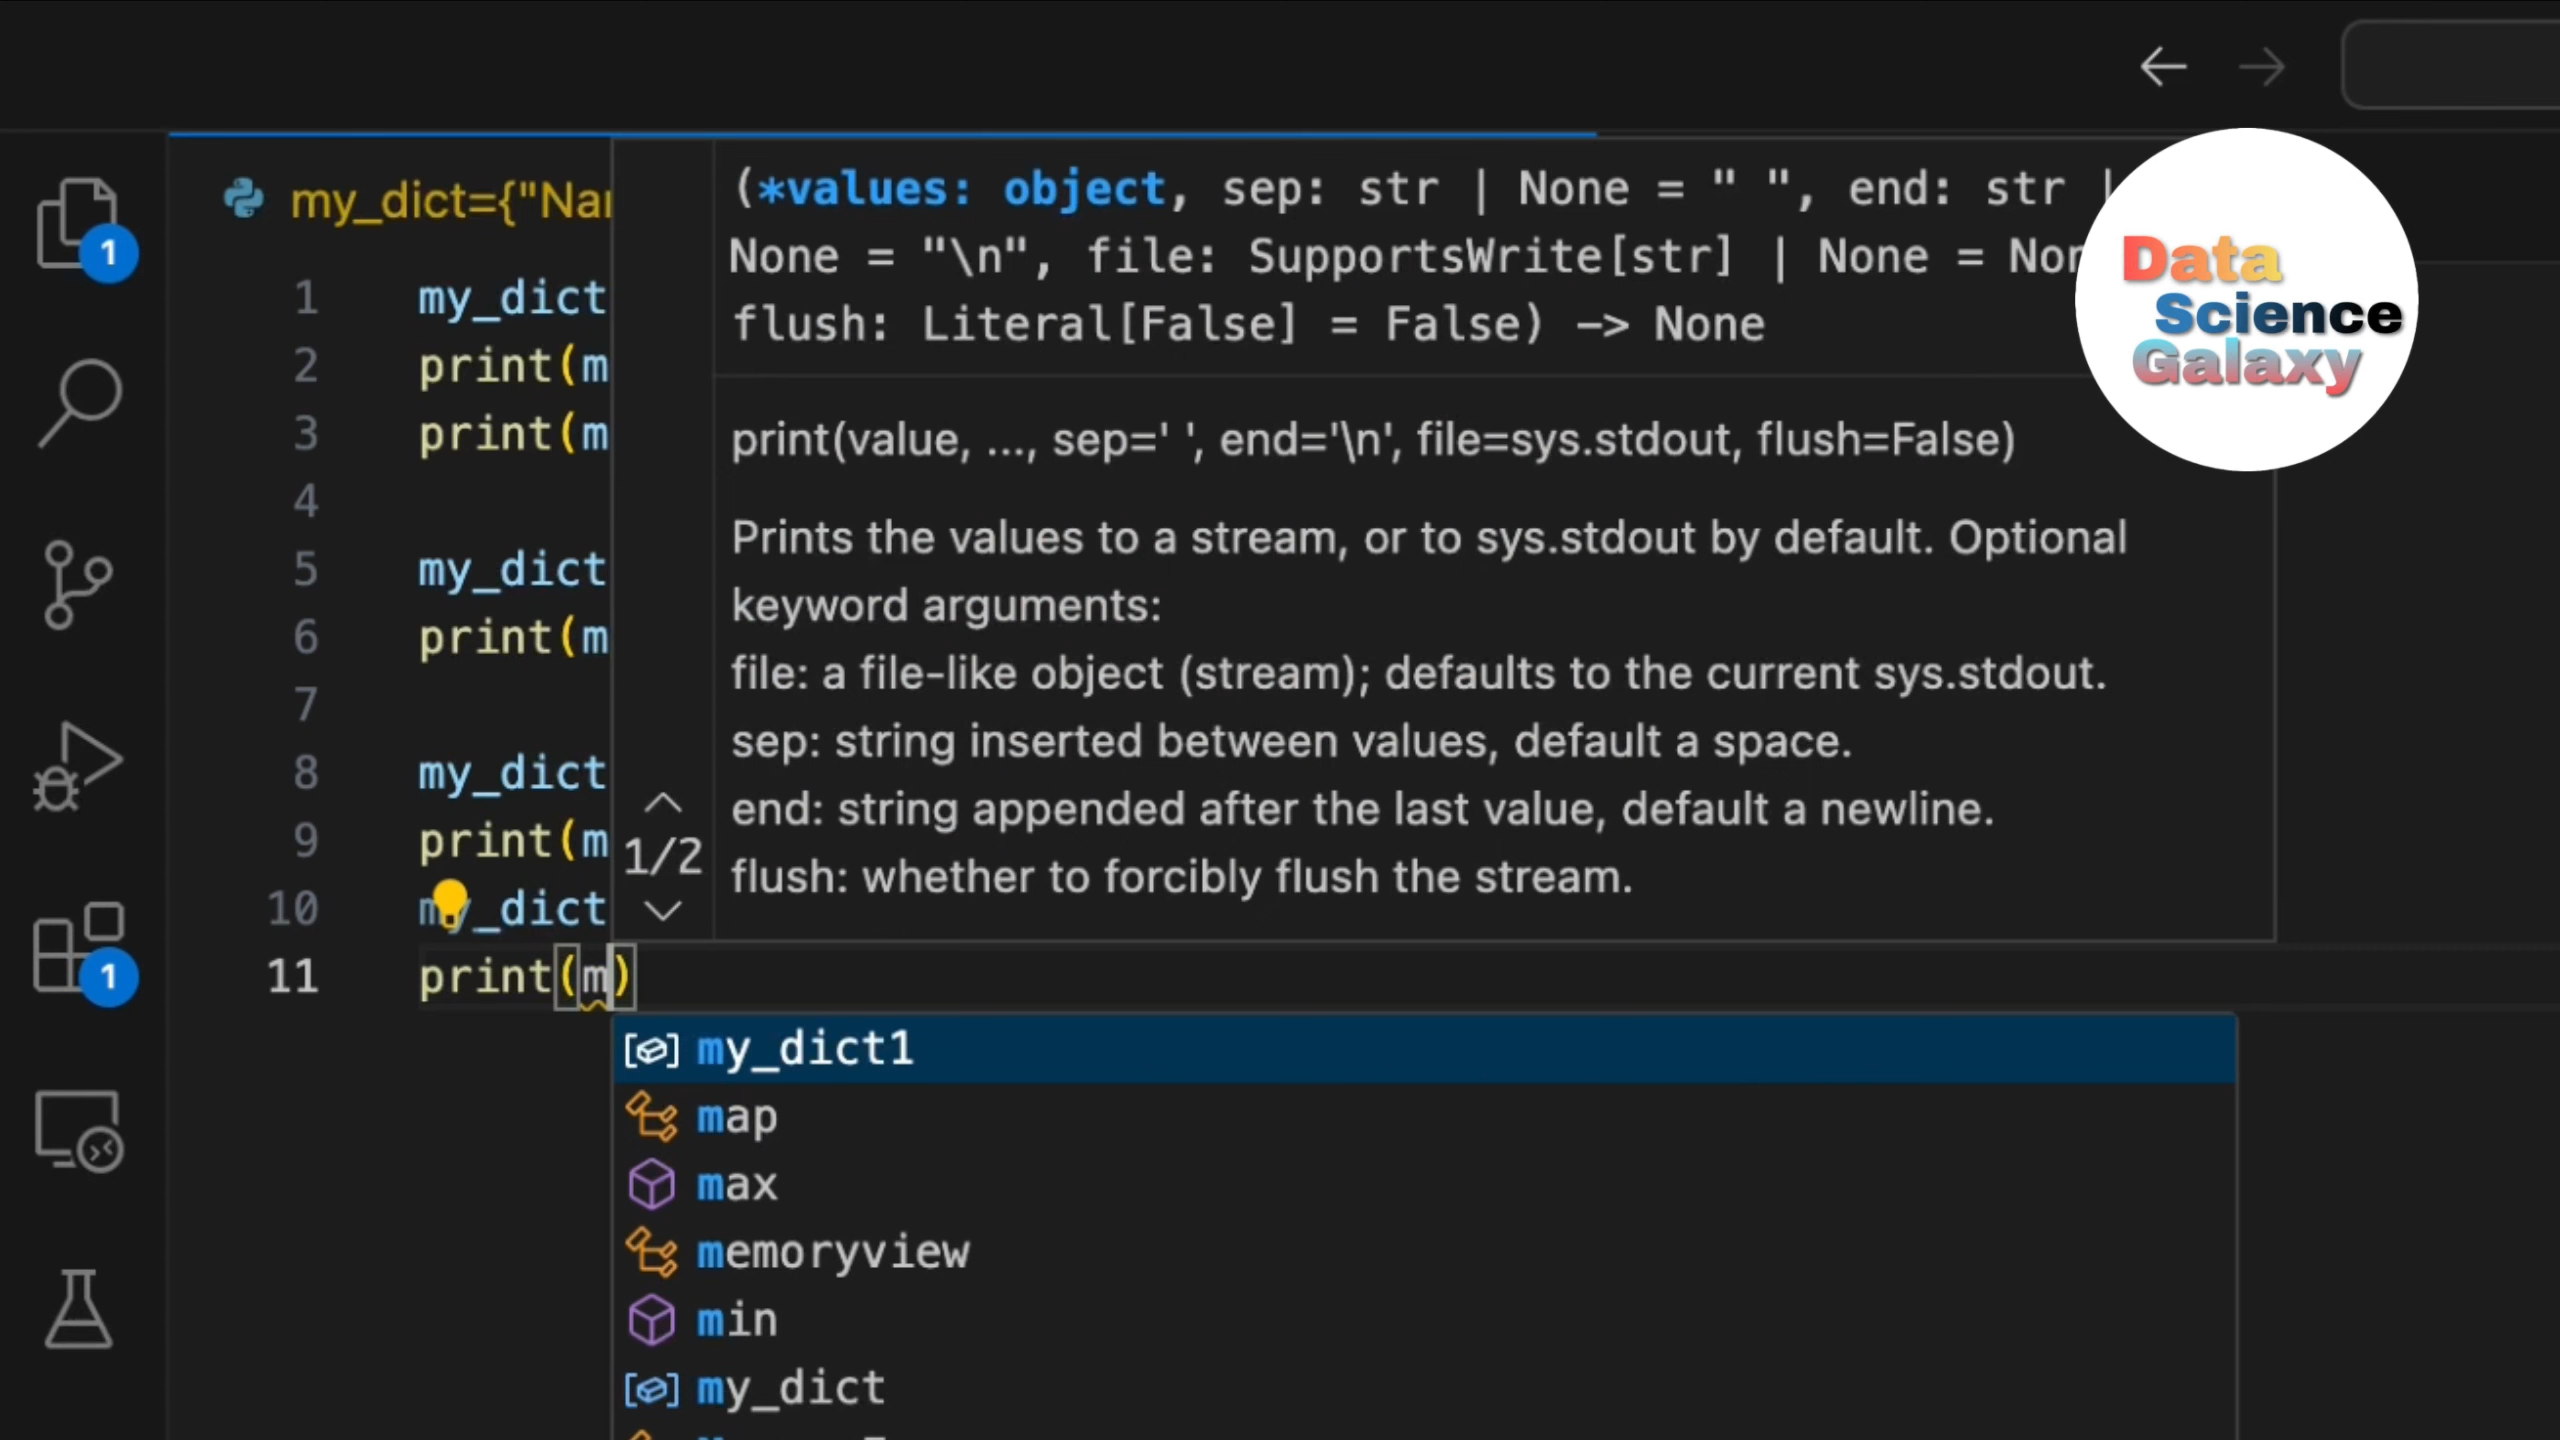 my_dict={"Nar
1 my_dict
2 print(m
3 print(m
4
5 my_dict
6 print(m
7
8 my_dict
9 print(m
10 my_dict
11 print(m)
(*values: object, sep: str | None = " ", end: str |
None = "\n", file: SupportsWrite[str] | None = Non
flush: Literal[False] = False) -> None
print(value, ..., sep=' ', end='\n', file=sys.stdout, flush=False)
Prints the values to a stream, or to sys.stdout by default. Optional
keyword arguments:
file: a file-like object (stream); defaults to the current sys.stdout.
sep: string inserted between values, default a space.
end: string appended after the last value, default a newline.
flush: whether to forcibly flush the stream.
1/2
my_dict1
map
max
memoryview
min
my_dict
Data
Science
Galaxy
1
1